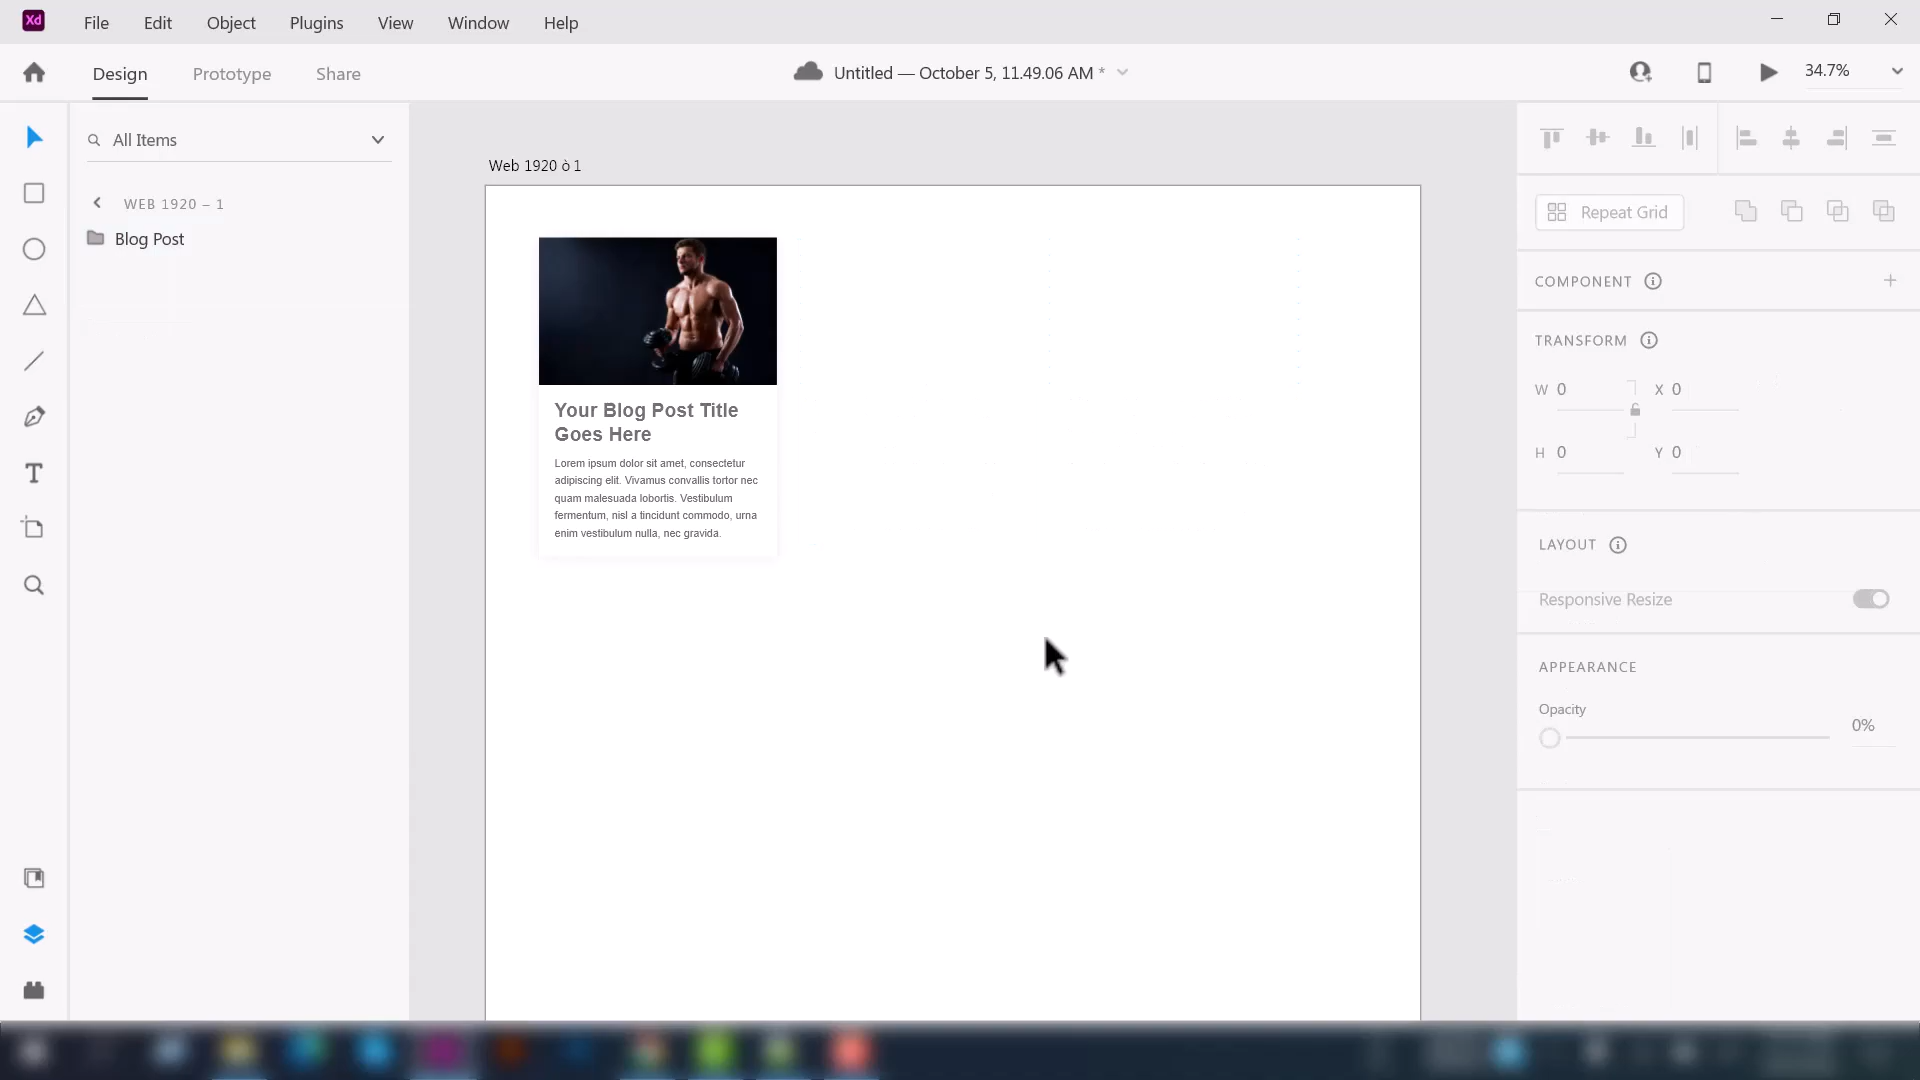 Xd File Edit Object Plugins View Window Help
Design Prototype Share Untitled — October 5, 11.49.06 AM * 34.7%
All Items
WEB 1920 – 1
Blog Post
Web 1920 ò 1
Your Blog Post Title
Goes Here
Lorem ipsum dolor sit amet, consectetur
adipiscing elit. Vivamus convallis tortor nec
quam malesuada lobortis. Vestibulum
fermentum, nisl a tincidunt commodo, urna
enim vestibulum nulla, nec gravida.
Repeat Grid
COMPONENT
TRANSFORM
W 0 X 0
H 0 Y 0
LAYOUT
Responsive Resize
APPEARANCE
Opacity
0%